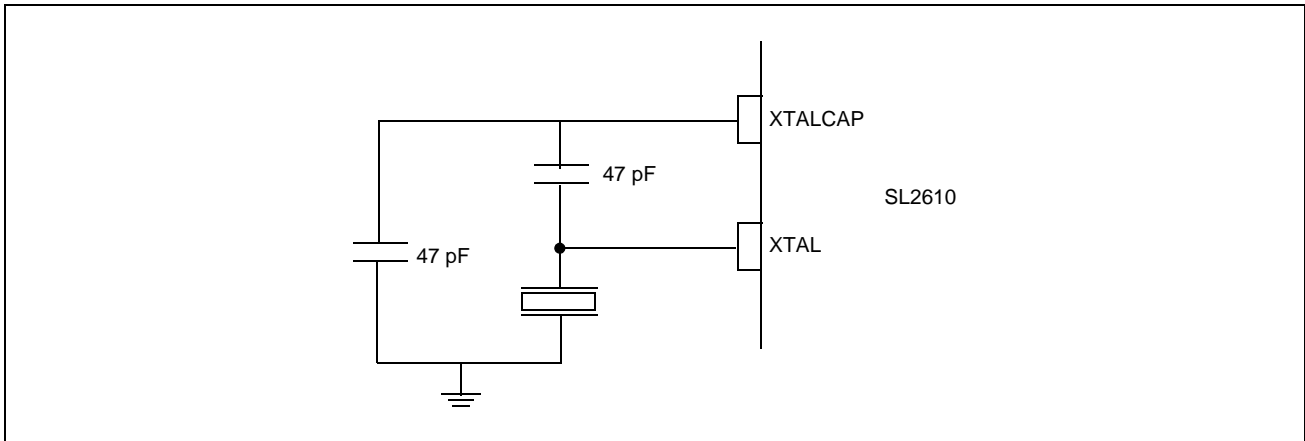 XTALCAP
47 pF
SL2610
XTAL
47 pF